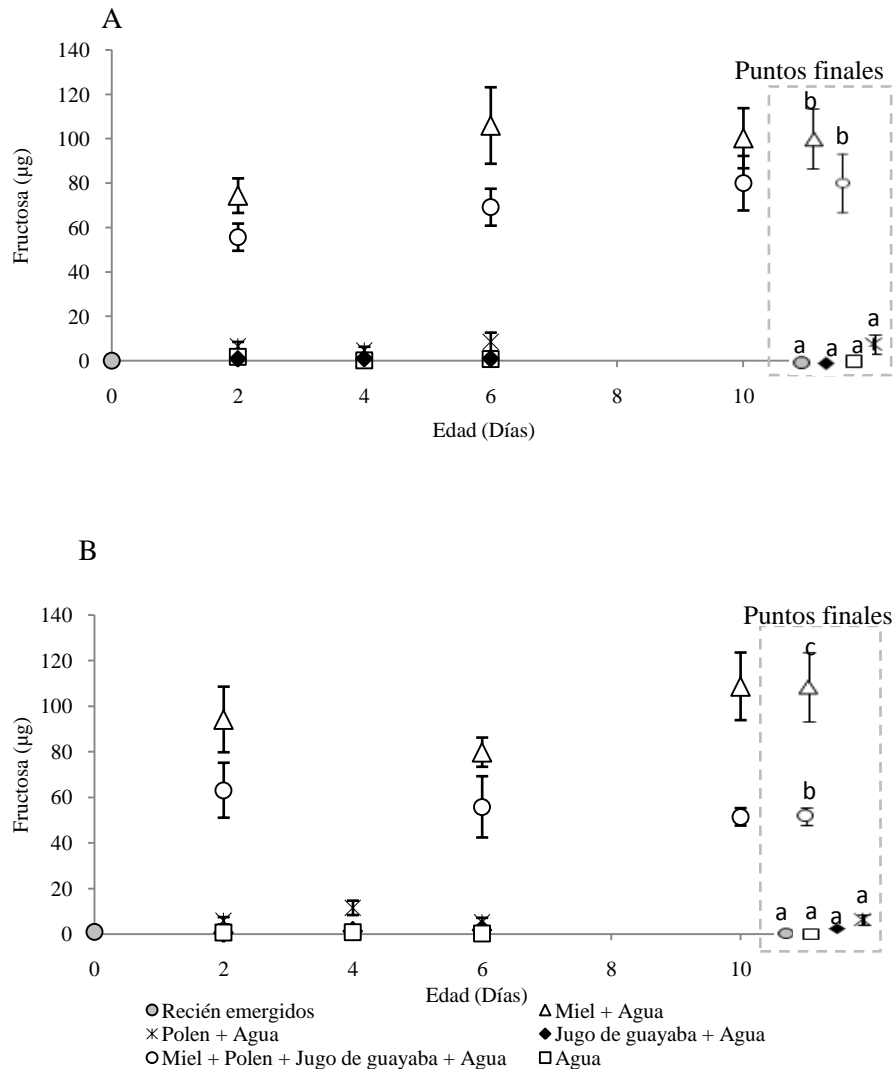 A
140
Puntos finales
120
b
100
b
Fructosa (µg)
80
60
40
20
a
a
a
a
0
0
2
4
6
8
10
Edad (Días)
B
140
Puntos finales
120
c
100
Fructosa (µg)
80
60
b
40
20
a
a
a
a
0
0
2
4
6
8
10
Edad (Días)
Recién emergidos
Miel + Agua
Polen + Agua
Jugo de guayaba + Agua
Miel + Polen + Jugo de guayaba + Agua
Agua